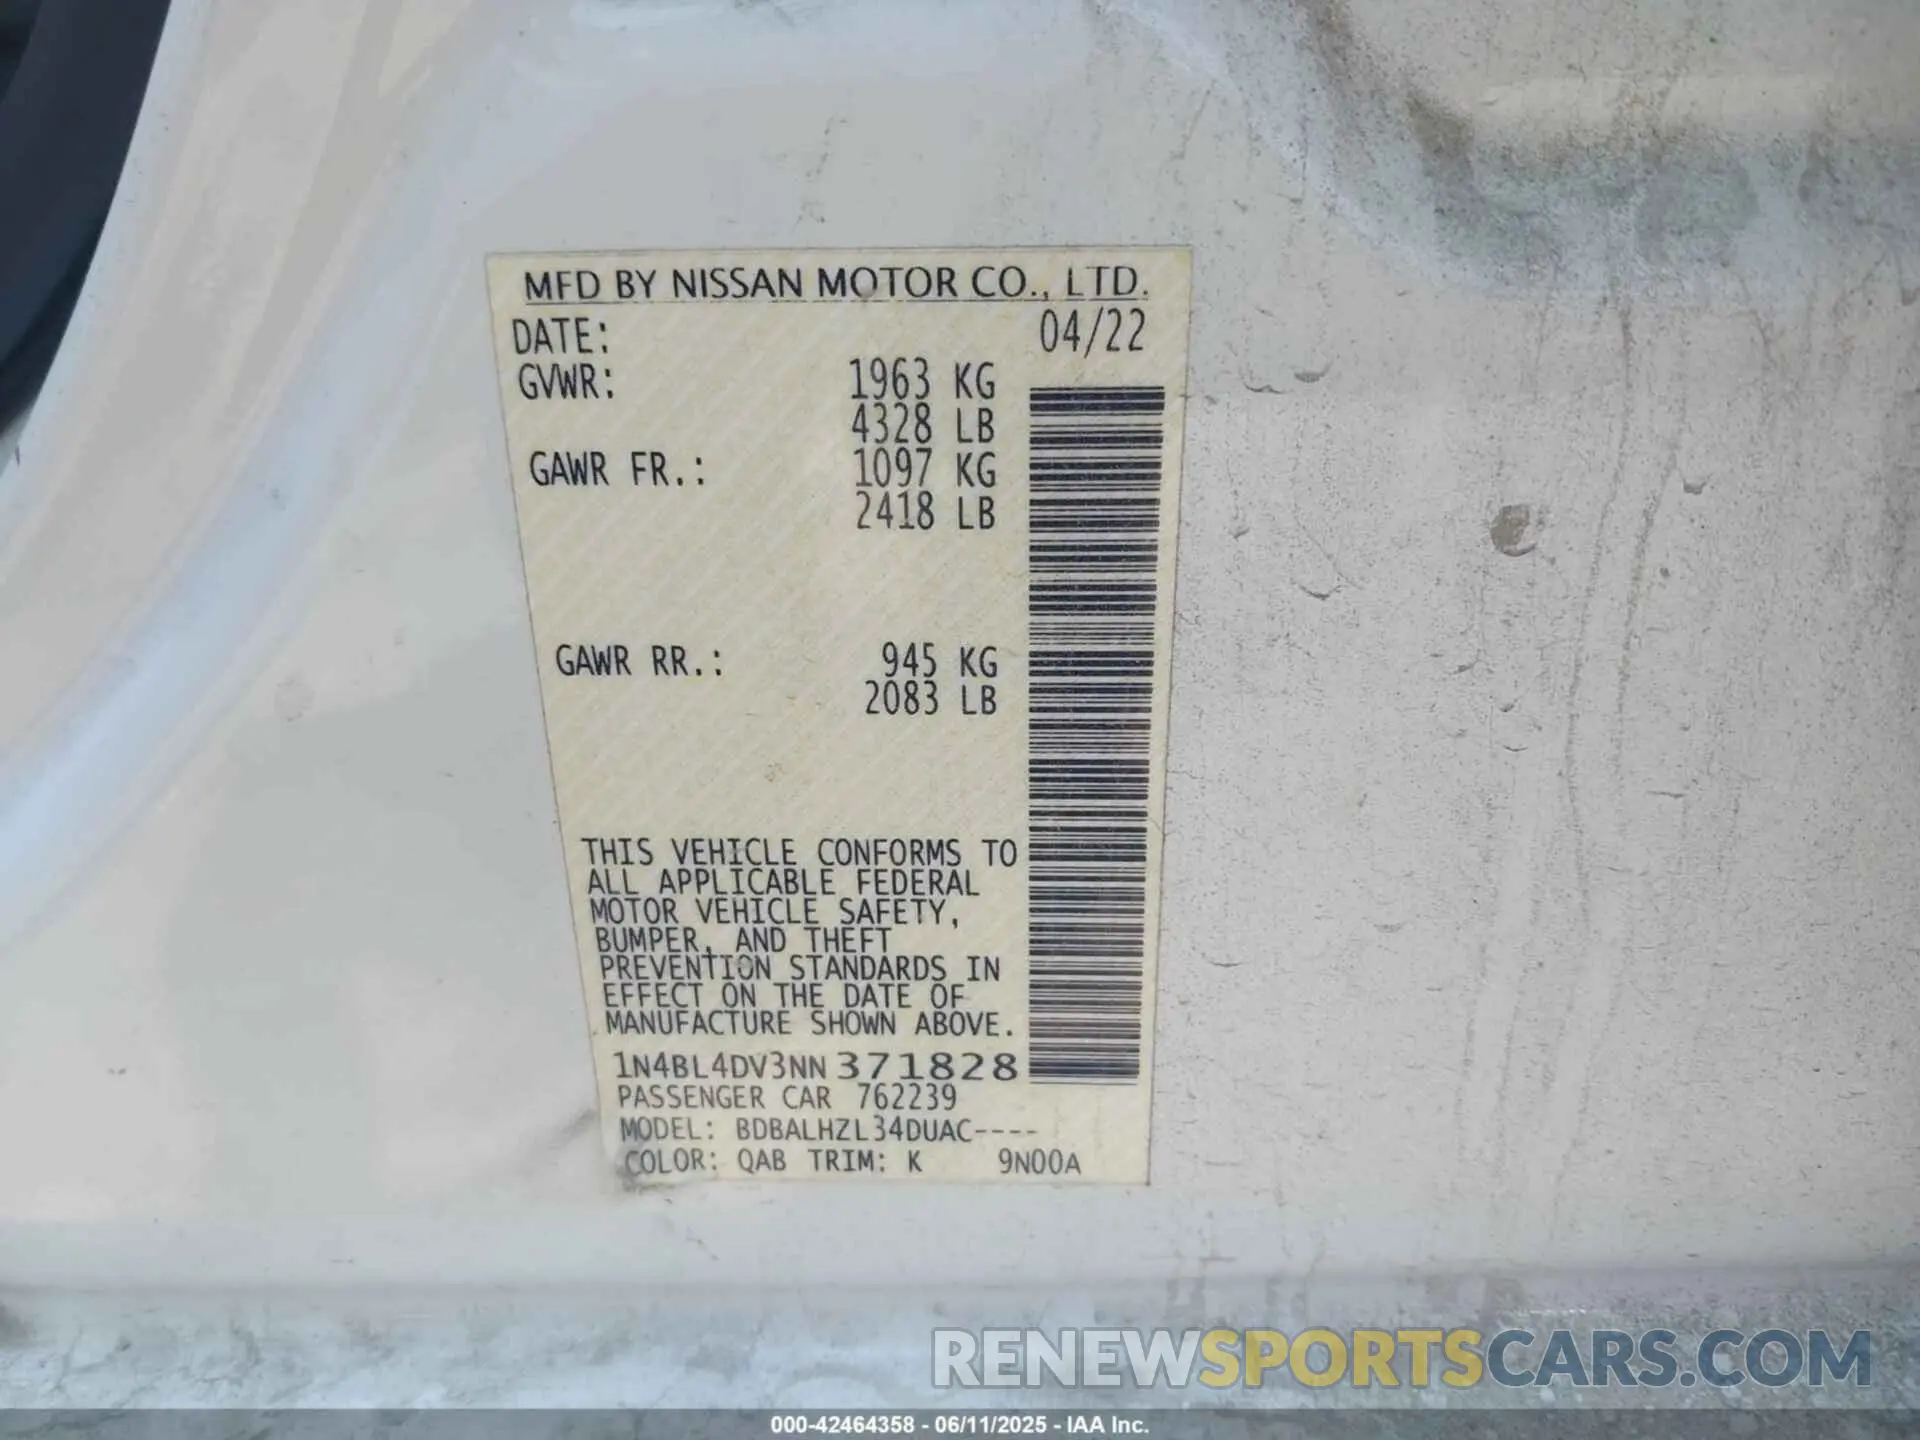 MFD BY NISSAN MOTOR CO., LTD.
DATE: 04/22
GVWR: 1963 KG
4328 LB
GAWR FR.: 1097 KG
2418 LB
GAWR RR.: 945 KG
2083 LB
THIS VEHICLE CONFORMS TO
ALL APPLICABLE FEDERAL
MOTOR VEHICLE SAFETY,
BUMPER, AND THEFT
PREVENTION STANDARDS IN
EFFECT ON THE DATE OF
MANUFACTURE SHOWN ABOVE.
1N4BL4DV3NN371828
PASSENGER CAR 762239
MODEL: BDBALHZL34DUAC----
COLOR: QAB TRIM: K 9N00A
RENEWSPORTSCARS.COM
000-42464358 - 06/11/2025 - IAA Inc.